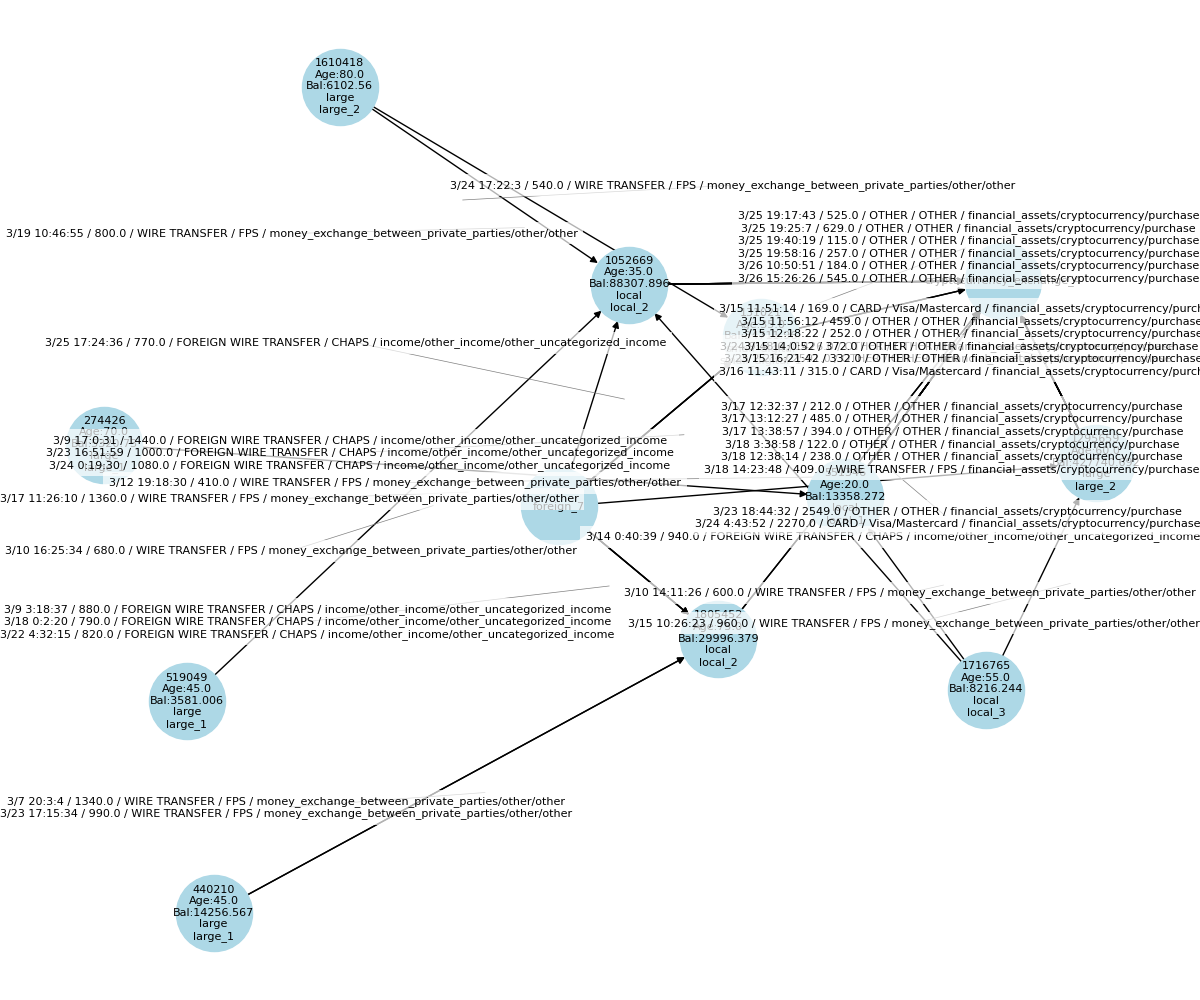 1610418
Age:80.0
Bal:6102.56
large
large_2
3/24 17:22:3 / 540.0 / WIRE TRANSFER / FPS / money_exchange_between_private_parties/other/other
3/19 10:46:55 / 800.0 / WIRE TRANSFER / FPS / money_exchange_between_private_parties/other/other
3/25 19:17:43 / 525.0 / OTHER / OTHER / financial_assets/cryptocurrency/purchase
3/25 19:25:7 / 629.0 / OTHER / OTHER / financial_assets/cryptocurrency/purchase
3/25 19:40:19 / 115.0 / OTHER / OTHER / financial_assets/cryptocurrency/purchase
3/25 19:58:16 / 257.0 / OTHER / OTHER / financial_assets/cryptocurrency/purchase
3/26 10:50:51 / 184.0 / OTHER / OTHER / financial_assets/cryptocurrency/purchase
3/26 15:26:26 / 545.0 / OTHER / OTHER / financial_assets/cryptocurrency/purchase
1052669
Age:35.0
Bal:88307.896
local
local_2
3/15 11:51:14 / 169.0 / CARD / Visa/Mastercard / financial_assets/cryptocurrency/purch
3/15 11:56:12 / 459.0 / OTHER / OTHER / financial_assets/cryptocurrency/purchase
3/15 12:18:22 / 252.0 / OTHER / OTHER / financial_assets/cryptocurrency/purchase
3/15 14:0:52 / 372.0 / OTHER / OTHER / financial_assets/cryptocurrency/purchase
3/15 16:21:42 / 332.0 / OTHER / OTHER / financial_assets/cryptocurrency/purchase
3/16 11:43:11 / 315.0 / CARD / Visa/Mastercard / financial_assets/cryptocurrency/purch
3/25 17:24:36 / 770.0 / FOREIGN WIRE TRANSFER / CHAPS / income/other_income/other_uncategorized_income
3/17 12:32:37 / 212.0 / OTHER / OTHER / financial_assets/cryptocurrency/purchase
3/17 13:12:27 / 485.0 / OTHER / OTHER / financial_assets/cryptocurrency/purchase
3/17 13:38:57 / 394.0 / OTHER / OTHER / financial_assets/cryptocurrency/purchase
3/18 3:38:58 / 122.0 / OTHER / OTHER / financial_assets/cryptocurrency/purchase
3/18 12:38:14 / 238.0 / OTHER / OTHER / financial_assets/cryptocurrency/purchase
3/18 14:23:48 / 409.0 / WIRE TRANSFER / FPS / financial_assets/cryptocurrency/purchase
274426
Age:70.0
3/9 17:0:31 / 1440.0 / FOREIGN WIRE TRANSFER / CHAPS / income/other_income/other_uncategorized_income
3/23 16:51:59 / 1000.0 / FOREIGN WIRE TRANSFER / CHAPS / income/other_income/other_uncategorized_income
3/24 0:19:30 / 1080.0 / FOREIGN WIRE TRANSFER / CHAPS / income/other_income/other_uncategorized_income
3/12 19:18:30 / 410.0 / WIRE TRANSFER / FPS / money_exchange_between_private_parties/other/other
3/17 11:26:10 / 1360.0 / WIRE TRANSFER / FPS / money_exchange_between_private_parties/other/other
foreign_7
Age:20.0
Bal:13358.272
large_2
3/23 18:44:32 / 2549.0 / OTHER / OTHER / financial_assets/cryptocurrency/purchase
3/24 4:43:52 / 2270.0 / CARD / Visa/Mastercard / financial_assets/cryptocurrency/purchase
3/14 0:40:39 / 940.0 / FOREIGN WIRE TRANSFER / CHAPS / income/other_income/other_uncategorized_income
3/10 16:25:34 / 680.0 / WIRE TRANSFER / FPS / money_exchange_between_private_parties/other/other
3/10 14:11:26 / 600.0 / WIRE TRANSFER / FPS / money_exchange_between_private_parties/other/other
3/9 3:18:37 / 880.0 / FOREIGN WIRE TRANSFER / CHAPS / income/other_income/other_uncategorized_income
3/18 0:2:20 / 790.0 / FOREIGN WIRE TRANSFER / CHAPS / income/other_income/other_uncategorized_income
3/22 4:32:15 / 820.0 / FOREIGN WIRE TRANSFER / CHAPS / income/other_income/other_uncategorized_income
1805452
3/15 10:26:23 / 960.0 / WIRE TRANSFER / FPS / money_exchange_between_private_parties/other/other
Bal:29996.379
local
local_2
519049
Age:45.0
Bal:3581.006
large
large_1
1716765
Age:55.0
Bal:8216.244
local
local_3
3/7 20:3:4 / 1340.0 / WIRE TRANSFER / FPS / money_exchange_between_private_parties/other/other
3/23 17:15:34 / 990.0 / WIRE TRANSFER / FPS / money_exchange_between_private_parties/other/other
440210
Age:45.0
Bal:14256.567
large
large_1